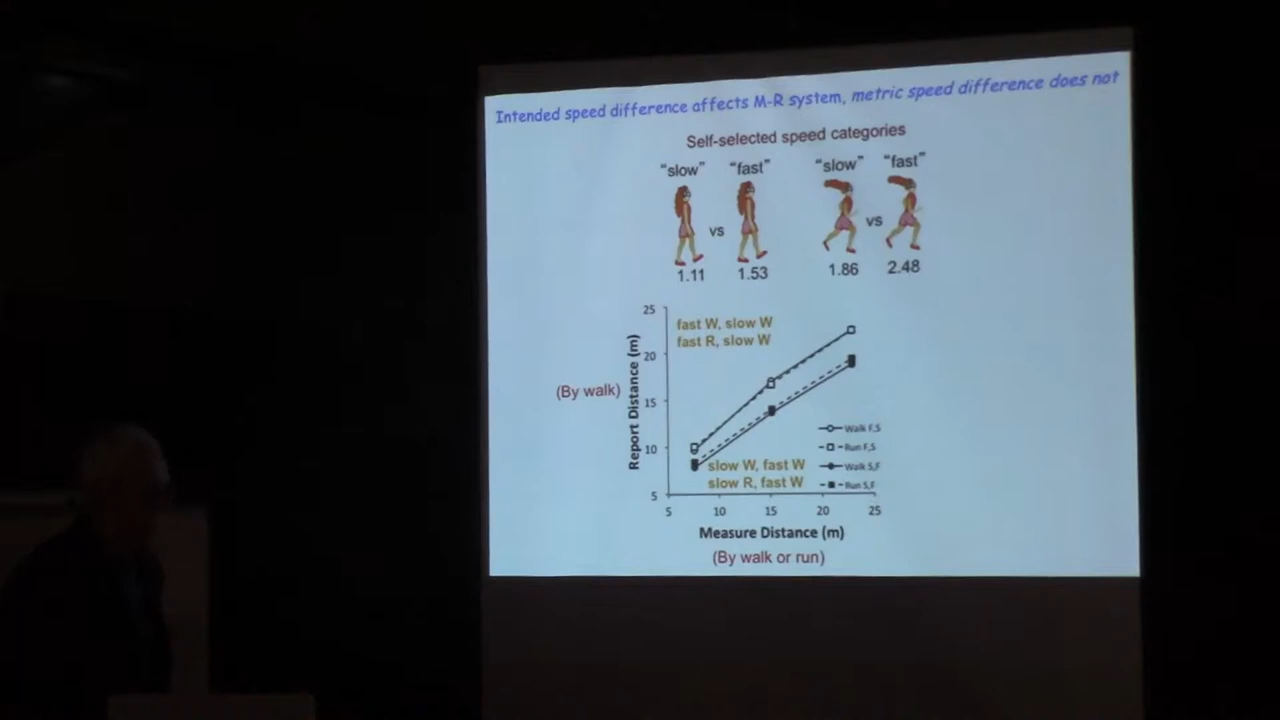 Intended speed difference affects M-R system, metric speed difference does not
Self-selected speed categories
"slow" "fast" "slow" "fast"
vs vs
1.11 1.53 1.86 2.48
25
20
15
10
5
Report Distance (m)
(By walk)
fast W, slow W
fast R, slow W
slow W, fast W
slow R, fast W
Walk F,S
Run F,S
Walk S,F
Run S,F
5 10 15 20 25
Measure Distance (m)
(By walk or run)